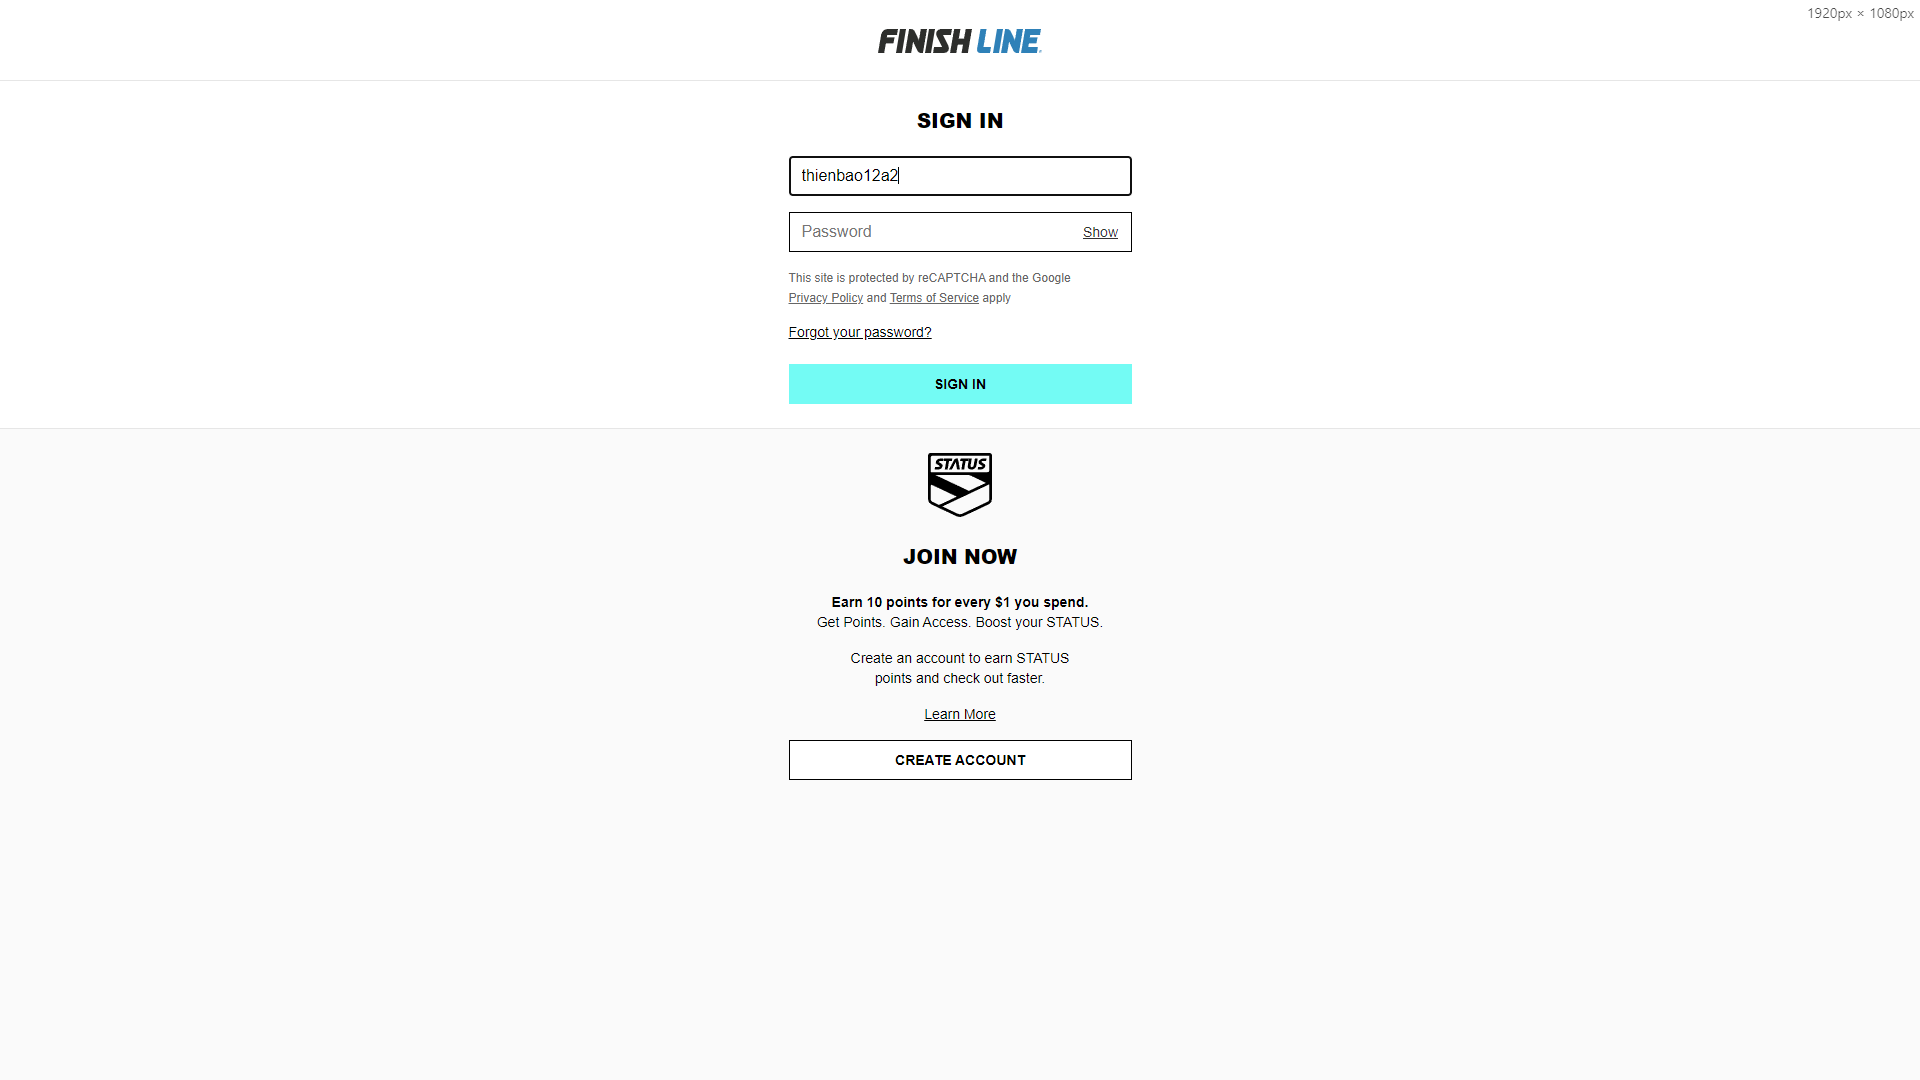 1920px × 1080px
FINISH LINE
SIGN IN
thienbao12a2
Password
Show
This site is protected by reCAPTCHA and the Google
Privacy Policy and Terms of Service apply
Forgot your password?
SIGN IN
STATUS
JOIN NOW
Earn 10 points for every $1 you spend.
Get Points. Gain Access. Boost your STATUS.
Create an account to earn STATUS
points and check out faster.
Learn More
CREATE ACCOUNT